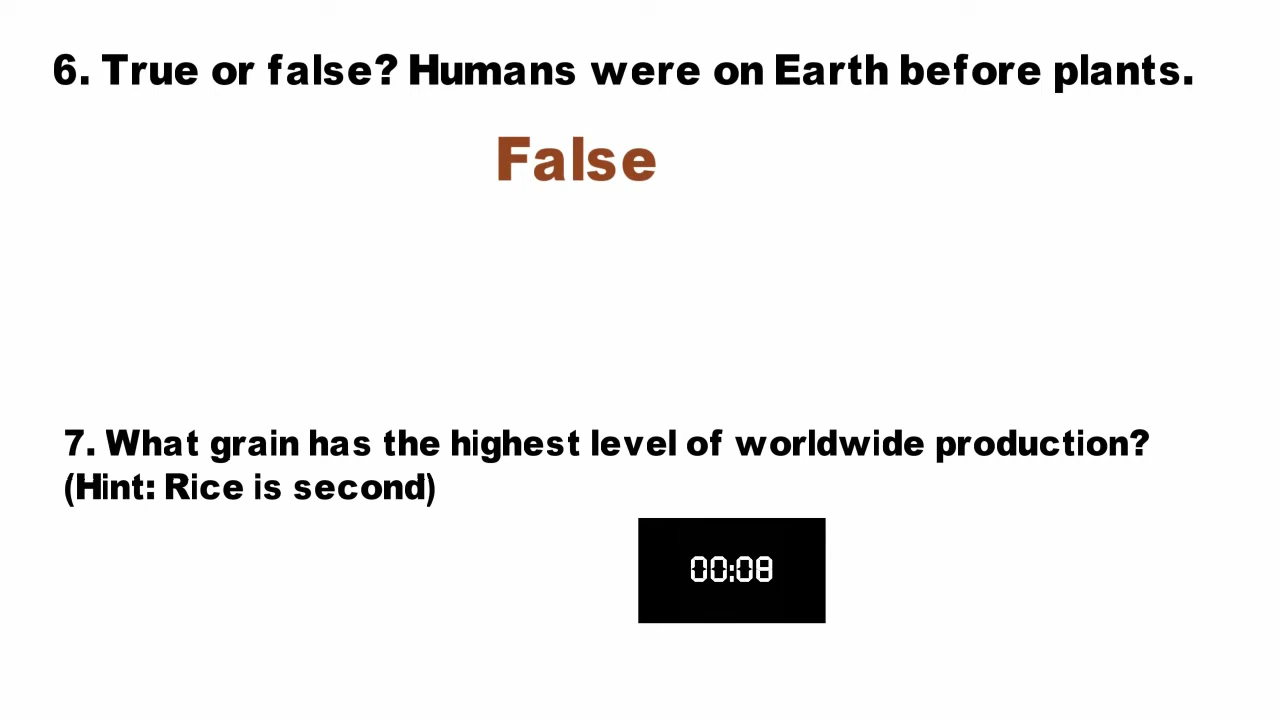 6. True or false? Humans were on Earth before plants.
False
7. What grain has the highest level of worldwide production?
(Hint: Rice is second)
00:08